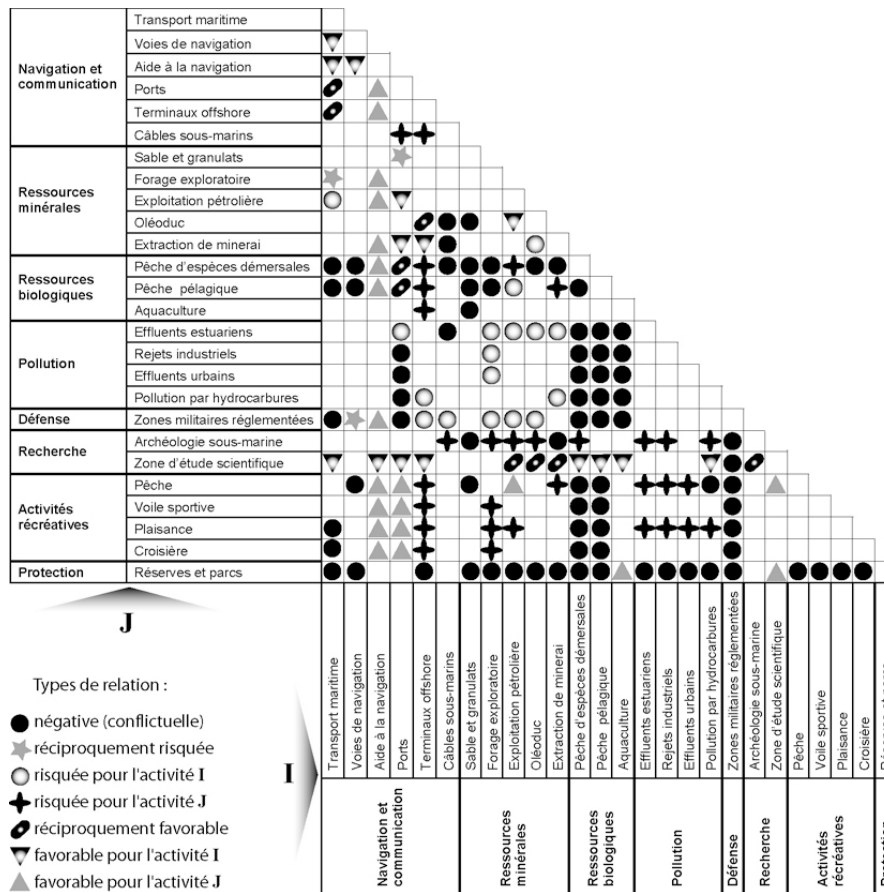 Transport maritime
Voies de navigation
Navigation et
communication
Aide à la navigation
Ports
Terminaux offshore
Câbles sous-marins
Sable et granulats
Ressources
minérales
Forage exploratoire
Exploitation pétrolière
Oléoduc
Extraction de minerai
Ressources
biologiques
Pêche d'espèces démersales
Pêche pélagique
Aquaculture
Pollution
Effluents estuariens
Rejets industriels
Effluents urbains
Pollution par hydrocarbures
Défense
Zones militaires réglementées
Recherche
Archéologie sous-marine
Zone d'étude scientifique
Activités
récréatives
Pêche
Voile sportive
Plaisance
Croisière
Protection
Réserves et parcs
J
Types de relation :
négative (conflictuelle)
réciproquement risquée
risquée pour l'activité I
risquée pour l'activité J
réciproquement favorable
favorable pour l'activité I
favorable pour l'activité J
I
Transport maritime
Voies de navigation
Aide à la navigation
Ports
Terminaux offshore
Câbles sous-marins
Sable et granulats
Forage exploratoire
Exploitation pétrolière
Oléoduc
Extraction de minerai
Pêche d'espèces démersales
Pêche pélagique
Aquaculture
Effluents estuariens
Rejets industriels
Effluents urbains
Pollution par hydrocarbures
Zones militaires réglementées
Archéologie sous-marine
Zone d'étude scientifique
Pêche
Voile sportive
Plaisance
Croisière
Navigation et
communication
Ressources
minérales
Ressources
biologiques
Pollution
Défense
Recherche
Activités
récréatives